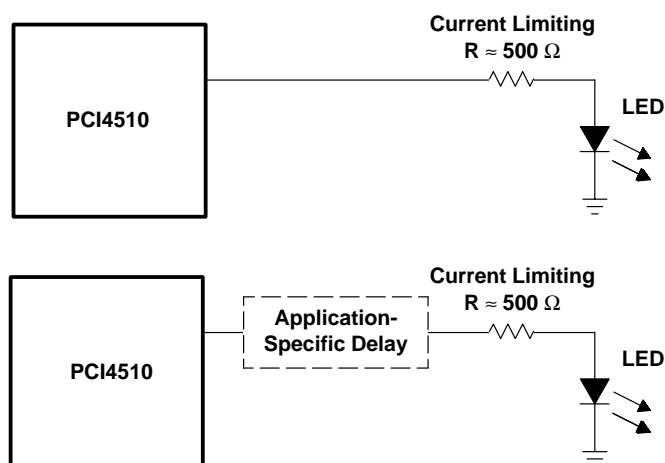 Current Limiting
R ≈ 500 Ω
PCI4510
LED
Current Limiting
R ≈ 500 Ω
Application-
Specific Delay
PCI4510
LED